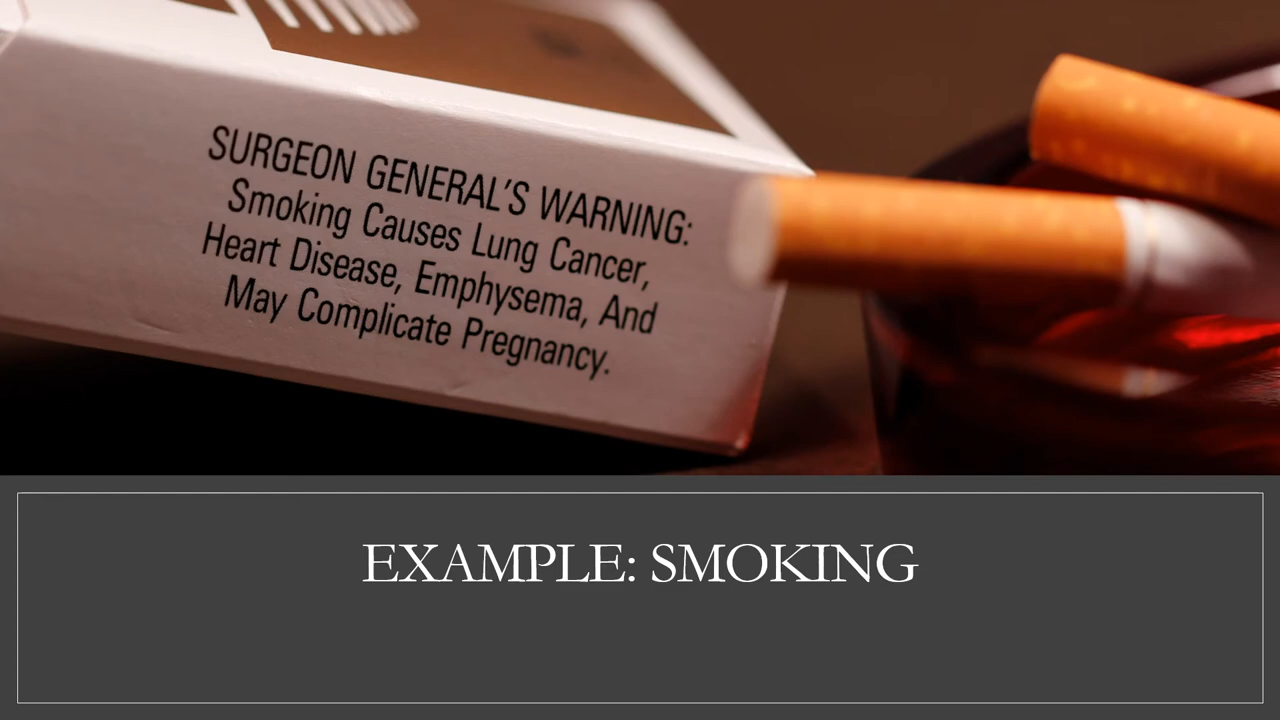 SURGEON GENERAL'S WARNING:
Smoking Causes Lung Cancer,
Heart Disease, Emphysema, And
May Complicate Pregnancy.
EXAMPLE: SMOKING